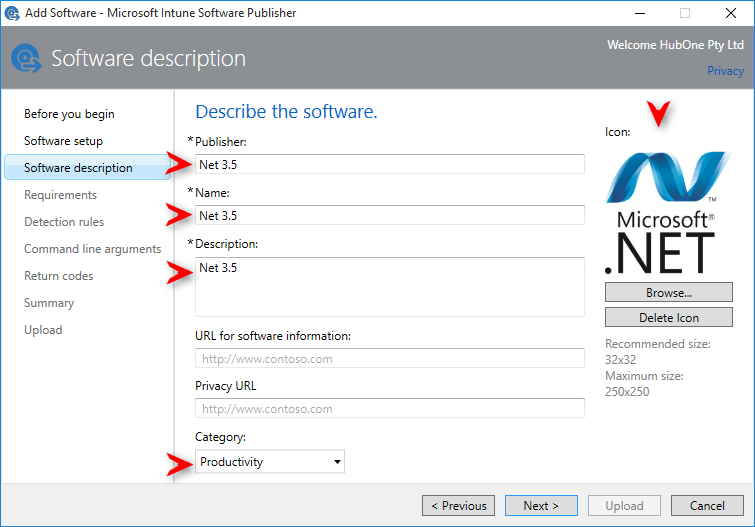 Add Software - Microsoft Intune Software Publisher
Software description
Welcome HubOne Pty Ltd
Privacy
Before you begin
Software setup
Software description
Requirements
Detection rules
Command line arguments
Return codes
Summary
Upload
Describe the software.
* Publisher:
Net 3.5
* Name:
Net 3.5
* Description:
Net 3.5
URL for software information:
http://www.contoso.com
Privacy URL
http://www.contoso.com
Category:
Productivity
Icon:
TM
Microsoft®
.NET
Browse...
Delete Icon
Recommended size:
32x32
Maximum size:
250x250
< Previous
Next >
Upload
Cancel